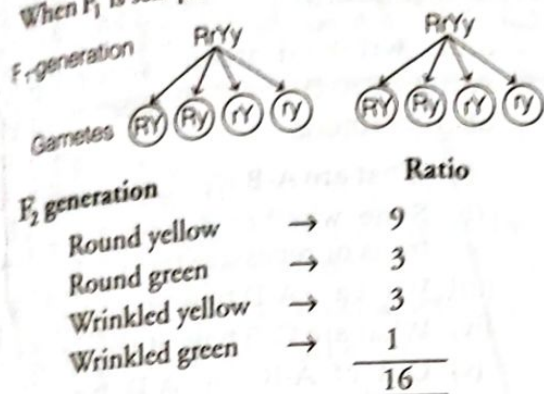 When F₁ is
RrYy RrYy
F₁-generation
Gametes RY Ry rY ry RY Ry rY ry
Ratio
F₂ generation
Round yellow → 9
Round green → 3
Wrinkled yellow → 3
Wrinkled green → 1
16